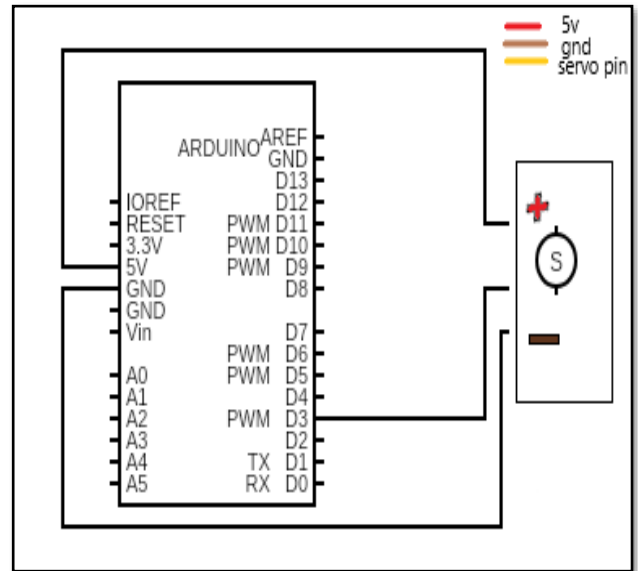 5v
gnd
servo pin
ARDUINO
AREF
GND
D13
IOREF D12
RESET PWM D11
3.3V PWM D10
5V PWM D9
GND D8
GND
Vin D7
PWM D6
A0 PWM D5
A1 D4
A2 PWM D3
A3 D2
A4 TX D1
A5 RX D0
S